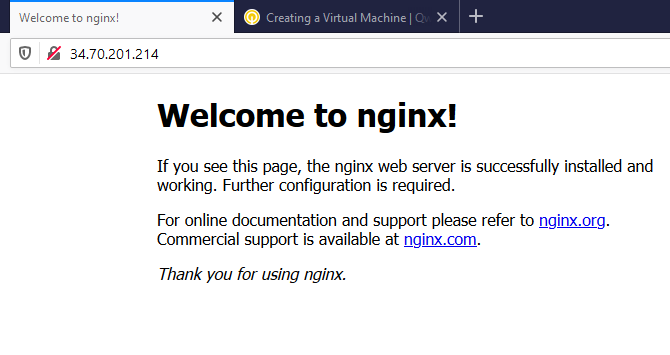 Welcome to nginx!
Creating a Virtual Machine | Qw
34.70.201.214
Welcome to nginx!
If you see this page, the nginx web server is successfully installed and
working. Further configuration is required.
For online documentation and support please refer to nginx.org.
Commercial support is available at nginx.com.
Thank you for using nginx.